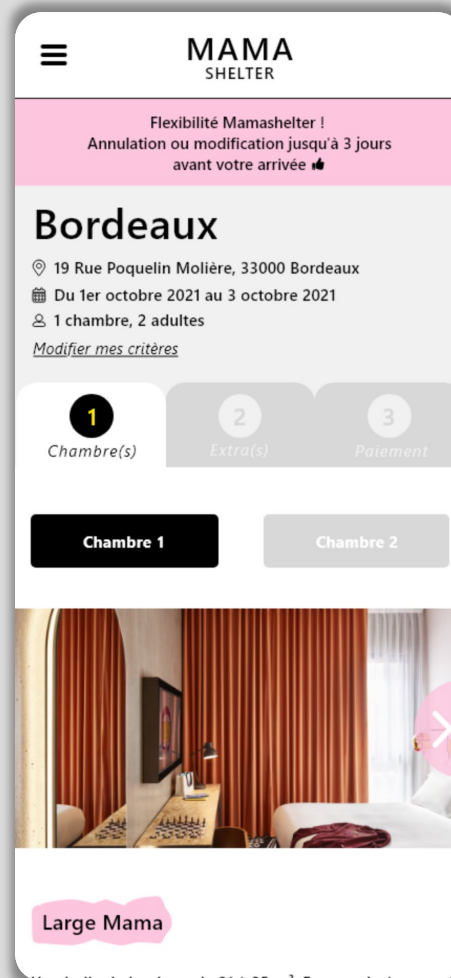 MAMA
SHELTER
Flexibilité Mamashelter !
Annulation ou modification jusqu'à 3 jours
avant votre arrivée
Bordeaux
19 Rue Poquelin Molière, 33000 Bordeaux
Du 1er octobre 2021 au 3 octobre 2021
1 chambre, 2 adultes
Modifier mes critères
1 2 3
Chambre(s) Extra(s) Paiement
Chambre 1 Chambre 2
Large Mama